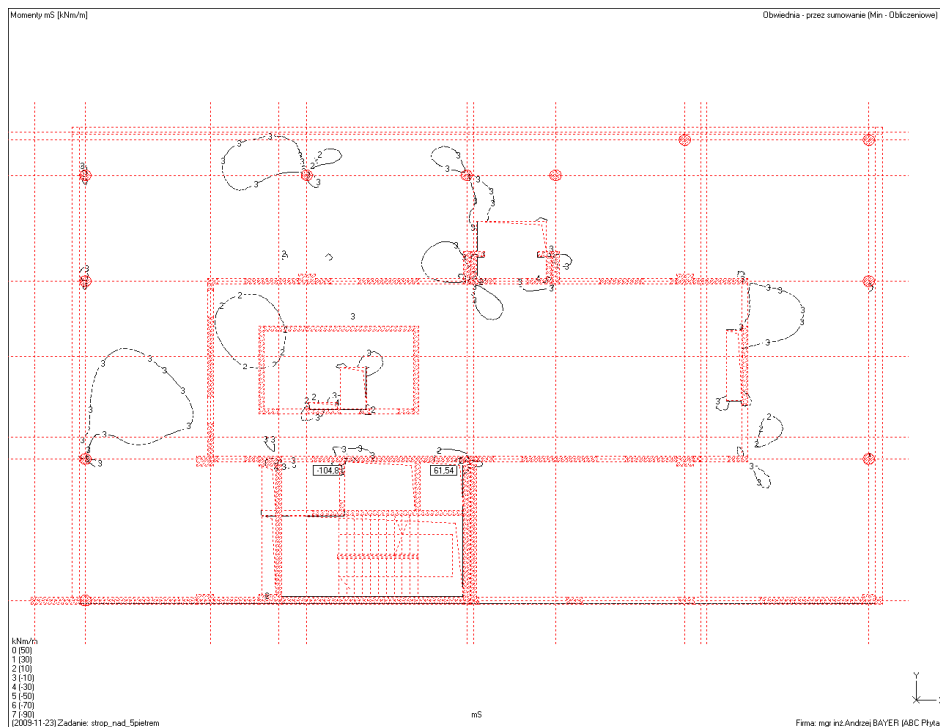 Momenty mS [kNm/m]
Obwiednia - przez sumowanie (Min - Obliczeniowe)
-104,8
61,54
kNm/m
0 (50)
1 (30)
2 (10)
3 (-10)
4 (-30)
5 (-50)
6 (-70)
7 (-90)
mS
Y
(2009-11-23) Zadanie: strop_nad_5pietrem
Firma: mgr inż.Andrzej BAYER (ABC Płyta